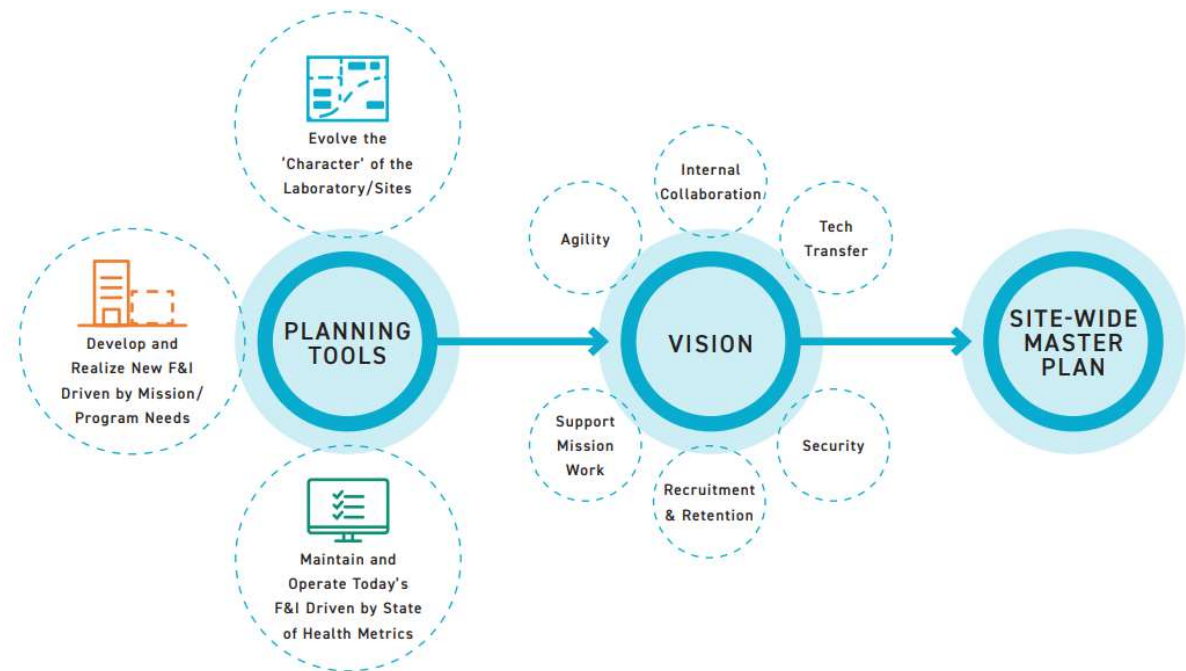 Evolve the
'Character' of the
Laboratory/Sites
Develop and
Realize New F&I
Driven by Mission/
Program Needs
Maintain and
Operate Today's
F&I Driven by State
of Health Metrics
PLANNING
TOOLS
Agility
Internal
Collaboration
Tech
Transfer
VISION
Support
Mission
Work
Recruitment
& Retention
Security
SITE-WIDE
MASTER
PLAN